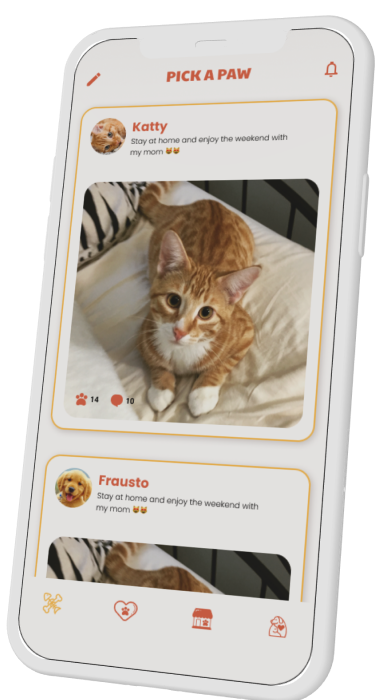 PICK A PAW
Katty
Stay at home and enjoy the weekend with
my mom 😻😻
14 10
Frausto
Stay at home and enjoy the weekend with
my mom 😻😻